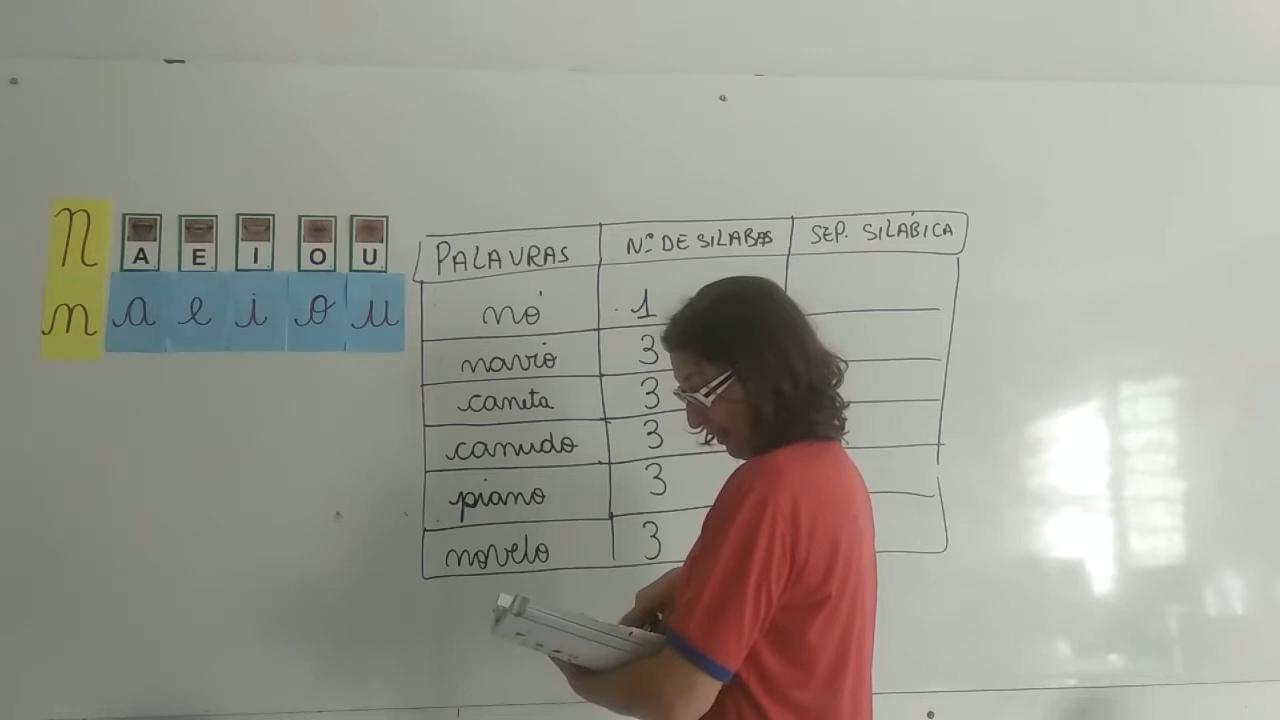 N A E I O U
n a e i o u
PALAVRAS Nº DE SILABAS SEP. SILÁBICA
nó 1
navio 3
caneta 3
canudo 3
piano 3
novelo 3